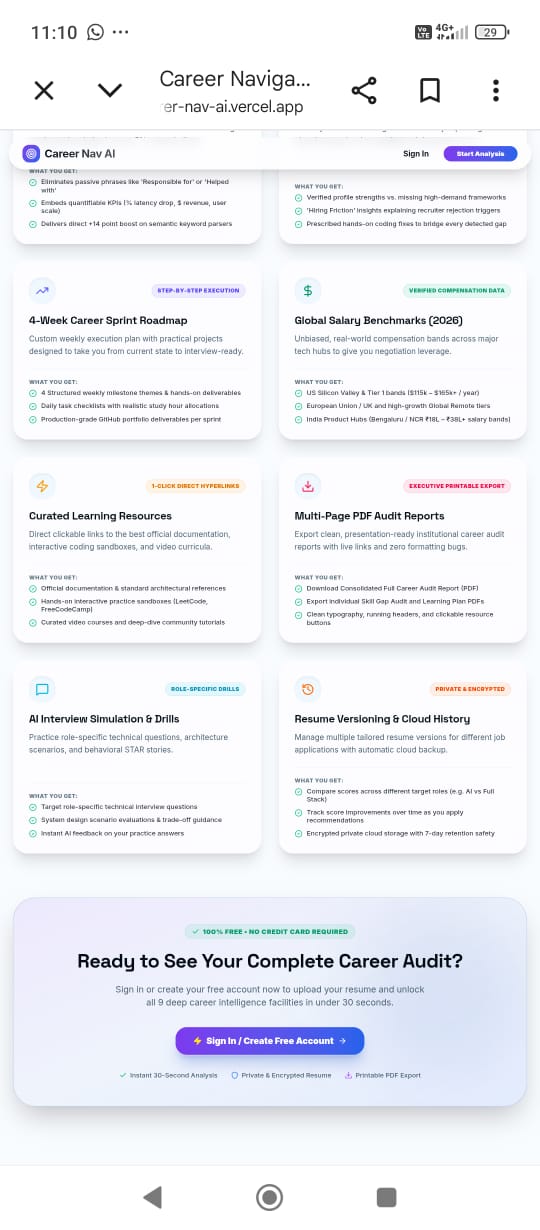 11:10
Vo LTE 4G+ 29
Career Naviga...
er-nav-ai.vercel.app
Career Nav AI
Sign In
Start Analysis
WHAT YOU GET:
Eliminates passive phrases like 'Responsible for' or 'Helped
with'
Embeds quantifiable KPIs (% latency drop, $ revenue, user
scale)
Delivers direct +14 point boost on semantic keyword parsers
WHAT YOU GET:
Verified profile strengths vs. missing high-demand frameworks
'Hiring Friction' insights explaining recruiter rejection triggers
Prescribed hands-on coding fixes to bridge every detected gap
STEP-BY-STEP EXECUTION
4-Week Career Sprint Roadmap
Custom weekly execution plan with practical projects
designed to take you from current state to interview-ready.
WHAT YOU GET:
4 Structured weekly milestone themes & hands-on deliverables
Daily task checklists with realistic study hour allocations
Production-grade GitHub portfolio deliverables per sprint
VERIFIED COMPENSATION DATA
Global Salary Benchmarks (2026)
Unbiased, real-world compensation bands across major
tech hubs to give you negotiation leverage.
WHAT YOU GET:
US Silicon Valley & Tier 1 bands ($115k – $165k+ / year)
European Union / UK and high-growth Global Remote tiers
India Product Hubs (Bengaluru / NCR ₹18L – ₹38L+ salary bands)
1-CLICK DIRECT HYPERLINKS
Curated Learning Resources
Direct clickable links to the best official documentation,
interactive coding sandboxes, and video curricula.
WHAT YOU GET:
Official documentation & standard architectural references
Hands-on interactive practice sandboxes (LeetCode,
FreeCodeCamp)
Curated video courses and deep-dive community tutorials
EXECUTIVE PRINTABLE EXPORT
Multi-Page PDF Audit Reports
Export clean, presentation-ready institutional career audit
reports with live links and zero formatting bugs.
WHAT YOU GET:
Download Consolidated Full Career Audit Report (PDF)
Export individual Skill Gap Audit and Learning Plan PDFs
Clean typography, running headers, and clickable resource
buttons
ROLE-SPECIFIC DRILLS
AI Interview Simulation & Drills
Practice role-specific technical questions, architecture
scenarios, and behavioral STAR stories.
WHAT YOU GET:
Target role-specific technical interview questions
System design scenario evaluations & trade-off guidance
Instant AI feedback on your practice answers
PRIVATE & ENCRYPTED
Resume Versioning & Cloud History
Manage multiple tailored resume versions for different job
applications with automatic cloud backup.
WHAT YOU GET:
Compare scores across different target roles (e.g. AI vs Full
Stack)
Track score improvements over time as you apply
recommendations
Encrypted private cloud storage with 7-day retention safety
100% FREE • NO CREDIT CARD REQUIRED
Ready to See Your Complete Career Audit?
Sign in or create your free account now to upload your resume and unlock
all 9 deep career intelligence facilities in under 30 seconds.
Sign In / Create Free Account →
Instant 30-Second Analysis
Private & Encrypted Resume
Printable PDF Export